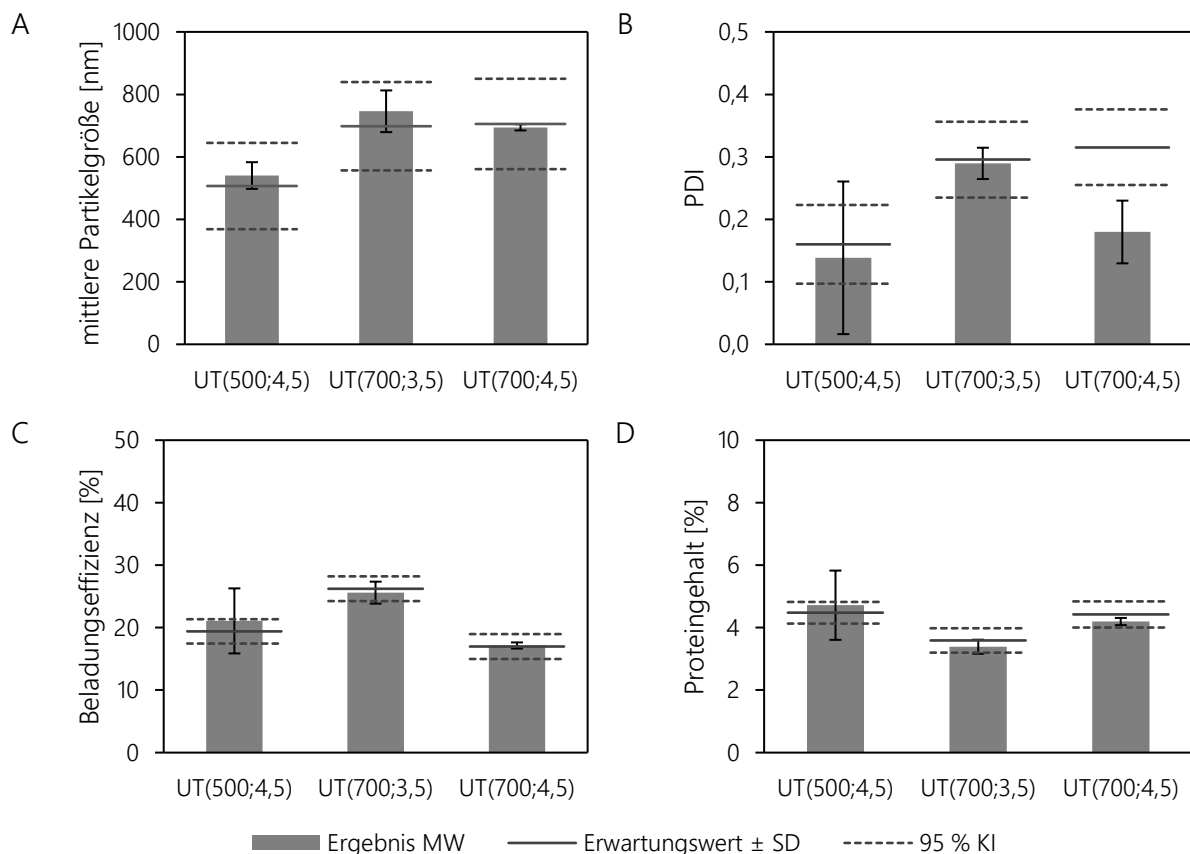 A
mittlere Partikelgröße [nm]
1000
800
600
400
200
0
UT(500;4,5) UT(700;3,5) UT(700;4,5)
B
PDI
0,5
0,4
0,3
0,2
0,1
0,0
UT(500;4,5) UT(700;3,5) UT(700;4,5)
C
Beladungseffizienz [%]
50
40
30
20
10
0
UT(500;4,5) UT(700;3,5) UT(700;4,5)
D
Proteingehalt [%]
10
8
6
4
2
0
UT(500;4,5) UT(700;3,5) UT(700;4,5)
Ergebnis MW Erwartungswert ± SD 95 % KI